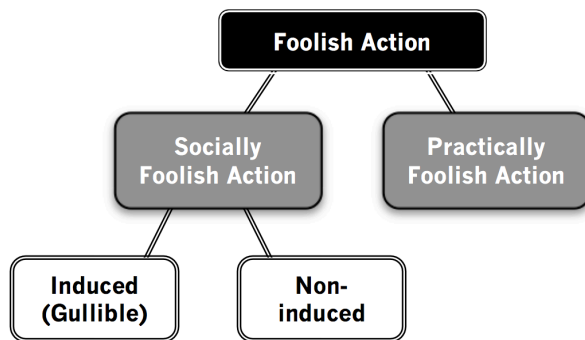 Foolish Action
Socially
Foolish Action
Practically
Foolish Action
Induced
(Gullible)
Non-
induced